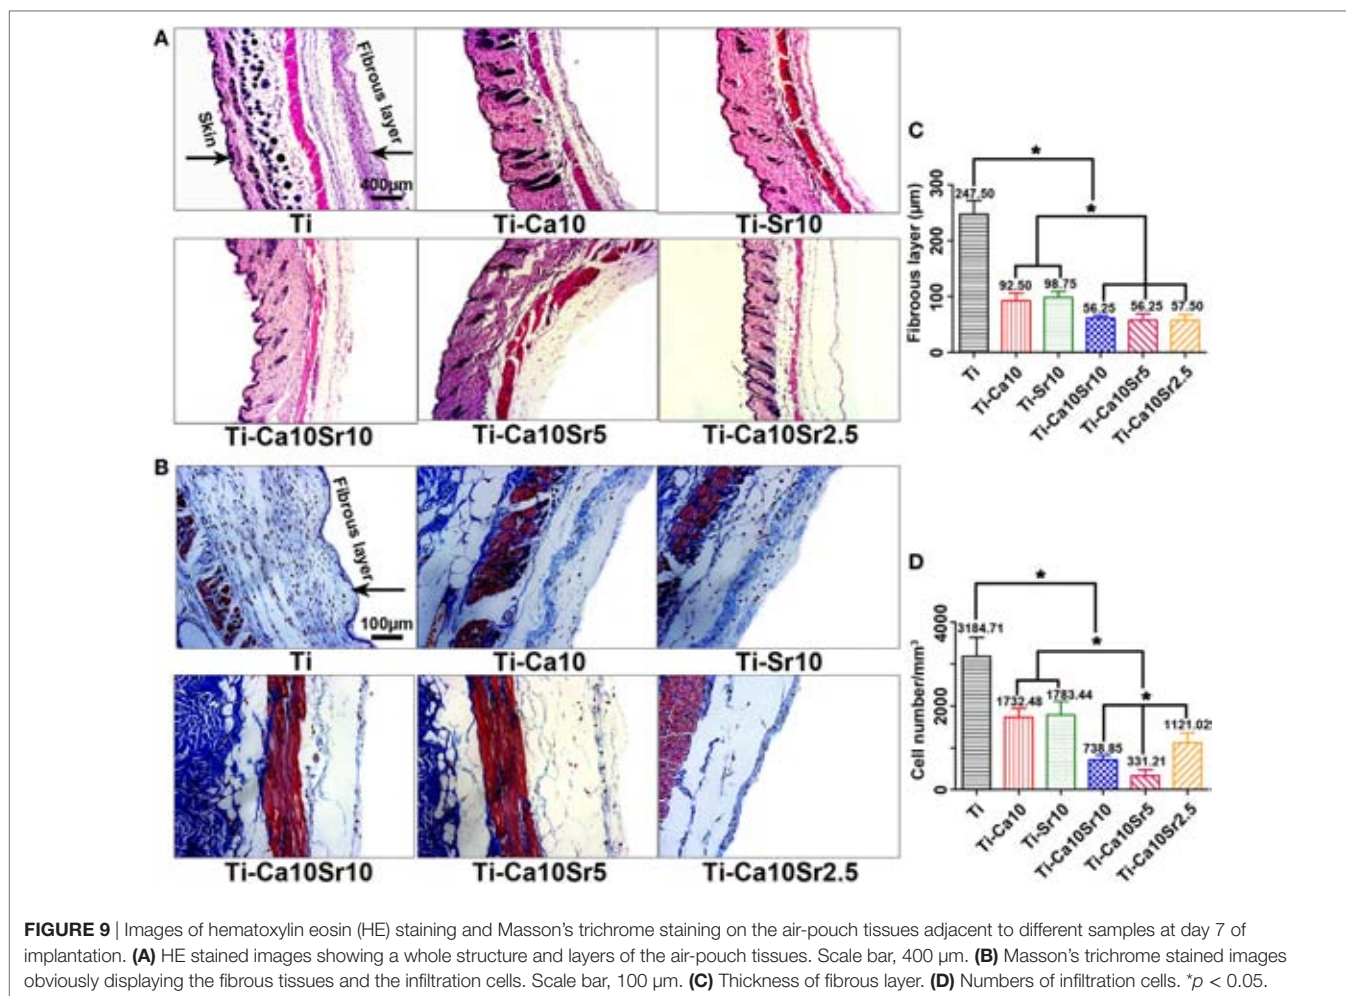 A
Skin
Fibrous layer
400µm
Ti
Ti-Ca10
Ti-Sr10
Ti-Ca10Sr10
Ti-Ca10Sr5
Ti-Ca10Sr2.5
B
Fibrous layer
100µm
Ti
Ti-Ca10
Ti-Sr10
Ti-Ca10Sr10
Ti-Ca10Sr5
Ti-Ca10Sr2.5
C
Fibroous layer (µm)
300
200
100
0
*
*
247.50
92.50
98.75
56.25
56.25
57.50
Ti
Ti-Ca10
Ti-Sr10
Ti-Ca10Sr10
Ti-Ca10Sr5
Ti-Ca10Sr2.5
D
Cell number/mm³
4000
2000
0
*
*
*
3184.71
1732.48
1783.44
738.85
331.21
1121.02
Ti
Ti-Ca10
Ti-Sr10
Ti-Ca10Sr10
Ti-Ca10Sr5
Ti-Ca10Sr2.5
FIGURE 9 | Images of hematoxylin eosin (HE) staining and Masson's trichrome staining on the air-pouch tissues adjacent to different samples at day 7 of
implantation. (A) HE stained images showing a whole structure and layers of the air-pouch tissues. Scale bar, 400 µm. (B) Masson's trichrome stained images
obviously displaying the fibrous tissues and the infiltration cells. Scale bar, 100 µm. (C) Thickness of fibrous layer. (D) Numbers of infiltration cells. *p < 0.05.